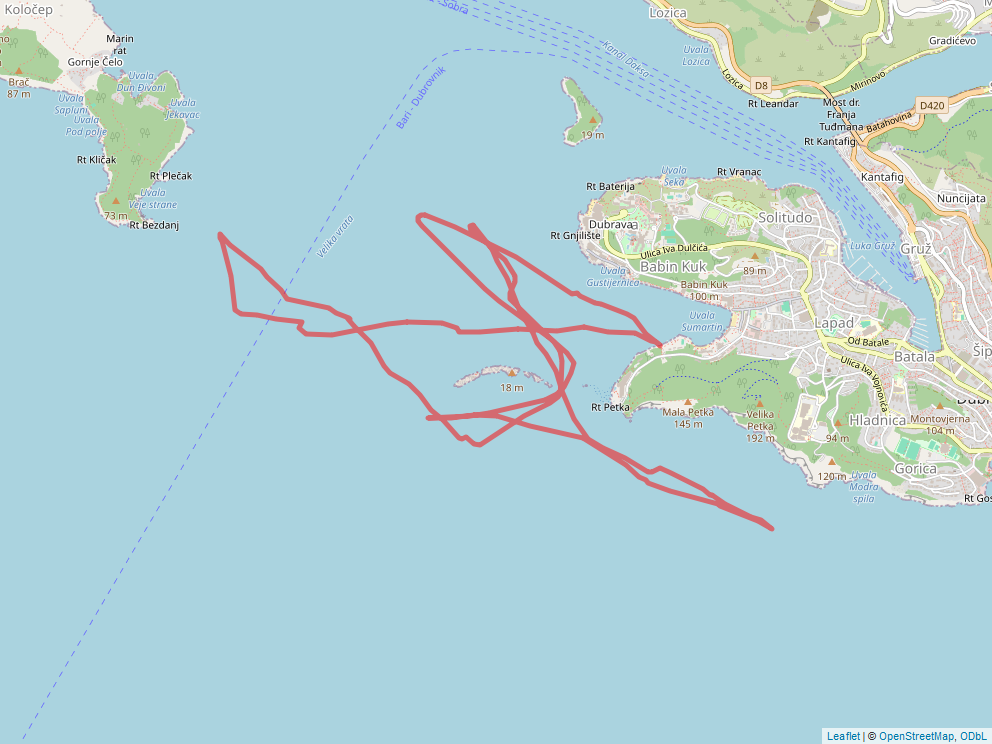 Koločep
Marin
rat
Gornje Čelo
Brač
87 m
Uvala
Dun Đivoni
Uvala
Sapluni
Uvala
Pod polje
Uvala
Jekavac
Rt Kličak
Rt Plečak
Uvala
Veje strane
73 m
Rt Bezdanj
Sobra
Bari - Dubrovnik
Velika vrata
Kanal Daksa
19 m
Lozica
Uvala
Lozica
Lozica
D8
Mirinovo
Gradićevo
Rt Leandar
Most dr.
Franja
Tuđmana
D420
Batahovina
Rt Kantafig
Kantafig
Nuncijata
Rt Vranac
Uvala
Seka
Rt Baterija
Dubrava
Rt Gnjilište
Ulica Iva Dulčića
Solitudo
Luka Gruž
Gruž
Babin Kuk
89 m
Uvala
Gustijernica
Babin Kuk
100 m
Uvala
Sumartin
Lapad
Od Batale
Batala
Šip
Ulica Iva Vojnovića
18 m
Rt Petka
Mala Petka
145 m
Velika
Petka
192 m
94 m
Hladnica
Montovjerna
104 m
Dubr
120 m
Uvala
Modra
spila
Gorica
Rt Gos
Leaflet | © OpenStreetMap, ODbL